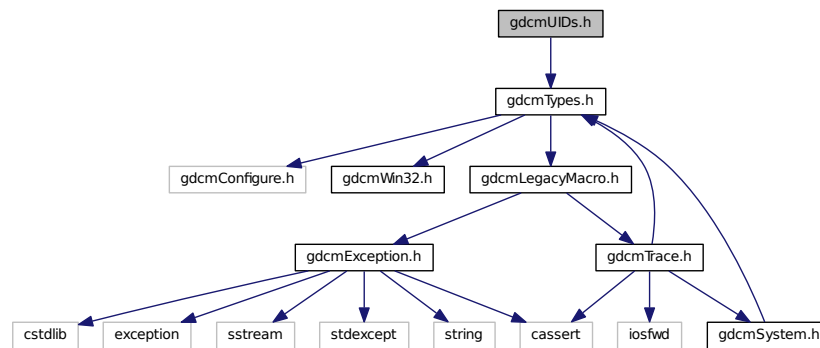 gdcmUIDs.h
gdcmTypes.h
gdcmConfigure.h
gdcmWin32.h
gdcmLegacyMacro.h
gdcmException.h
gdcmTrace.h
cstdlib
exception
sstream
stdexcept
string
cassert
iosfwd
gdcmSystem.h